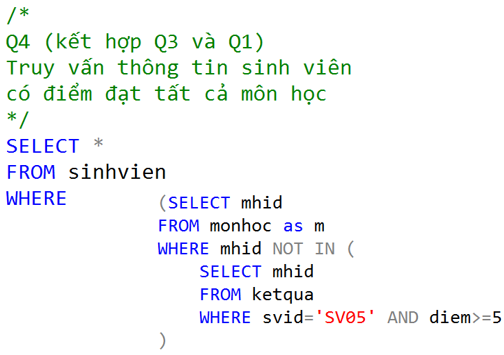 /*
Q4 (kết hợp Q3 và Q1)
Truy vấn thông tin sinh viên
có điểm đạt tất cả môn học
*/
SELECT *
FROM sinhvien
WHERE
(SELECT mhid
FROM monhoc as m
WHERE mhid NOT IN (
SELECT mhid
FROM ketqua
WHERE svid='SV05' AND diem>=5
)